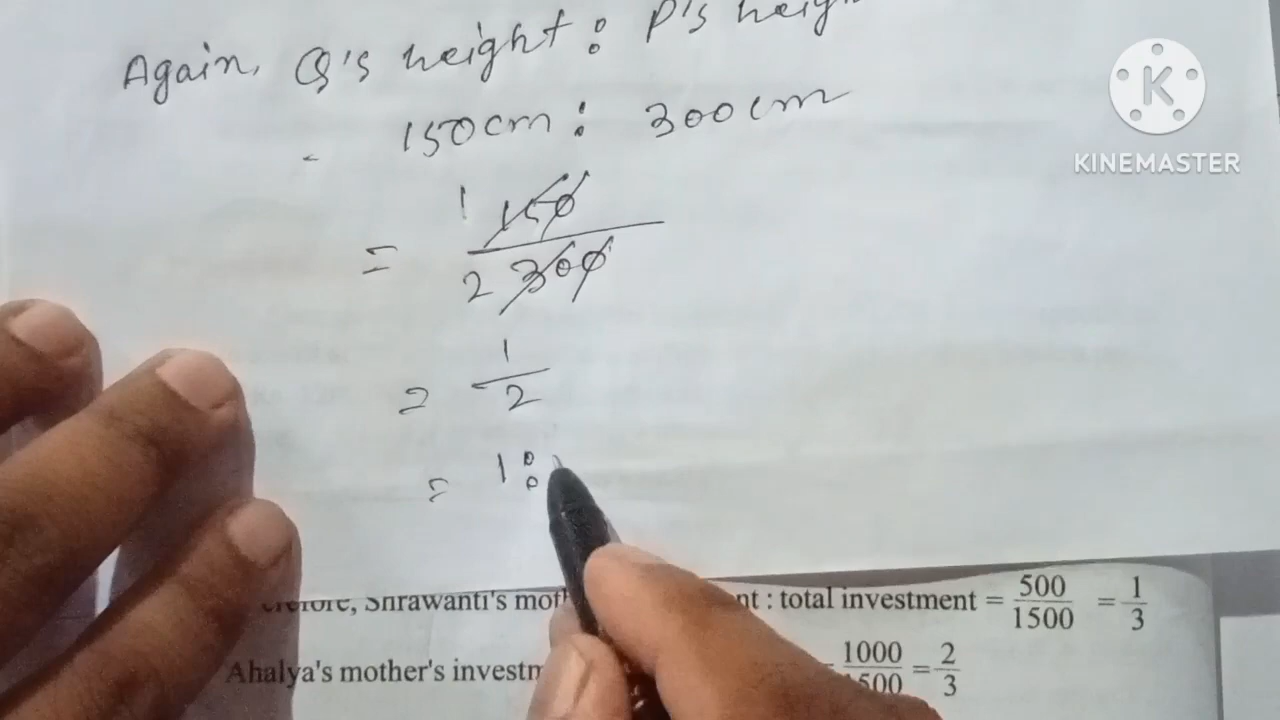 Again, Q's height : P's heigh
= 150cm : 300cm
= 1 150 / 2 300
= 1/2
= 1:
erefore, Shrawanti's mot nt : total investment = 500/1500 = 1/3
Ahalya's mother's investm 1000/1500 = 2/3
K
KINEMASTER